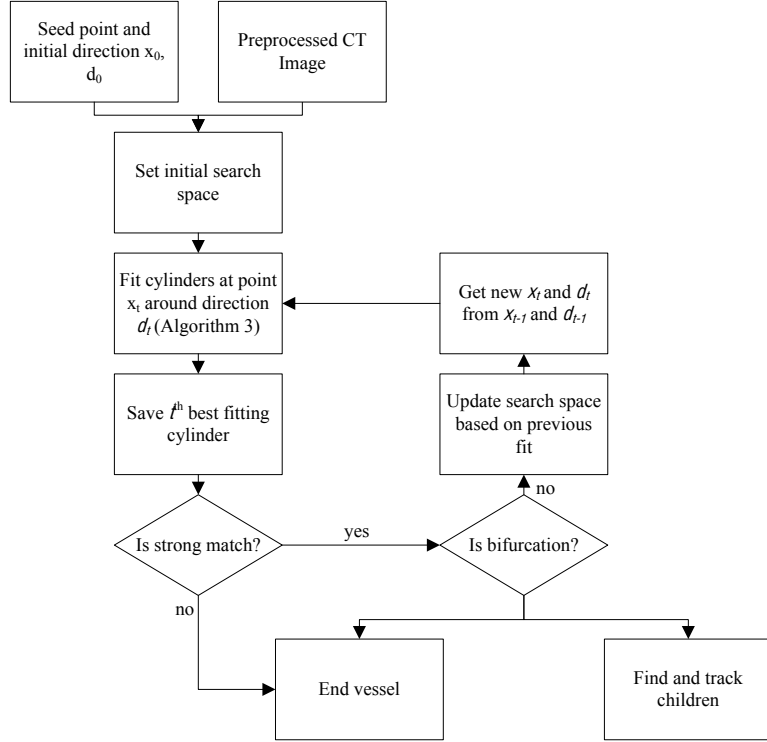 Seed point and
initial direction x0,
d0
Preprocessed CT
Image
Set initial search
space
Fit cylinders at point
xt around direction
dt (Algorithm 3)
Get new xt and dt
from xt-1 and dt-1
Save tth best fitting
cylinder
Update search space
based on previous
fit
no
Is strong match?
yes
Is bifurcation?
no
End vessel
Find and track
children